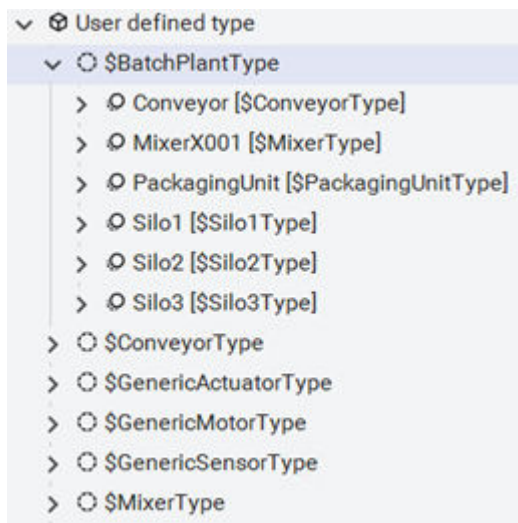 User defined type
$BatchPlantType
Conveyor [$ConveyorType]
MixerX001 [$MixerType]
PackagingUnit [$PackagingUnitType]
Silo1 [$Silo1Type]
Silo2 [$Silo2Type]
Silo3 [$Silo3Type]
$ConveyorType
$GenericActuatorType
$GenericMotorType
$GenericSensorType
$MixerType